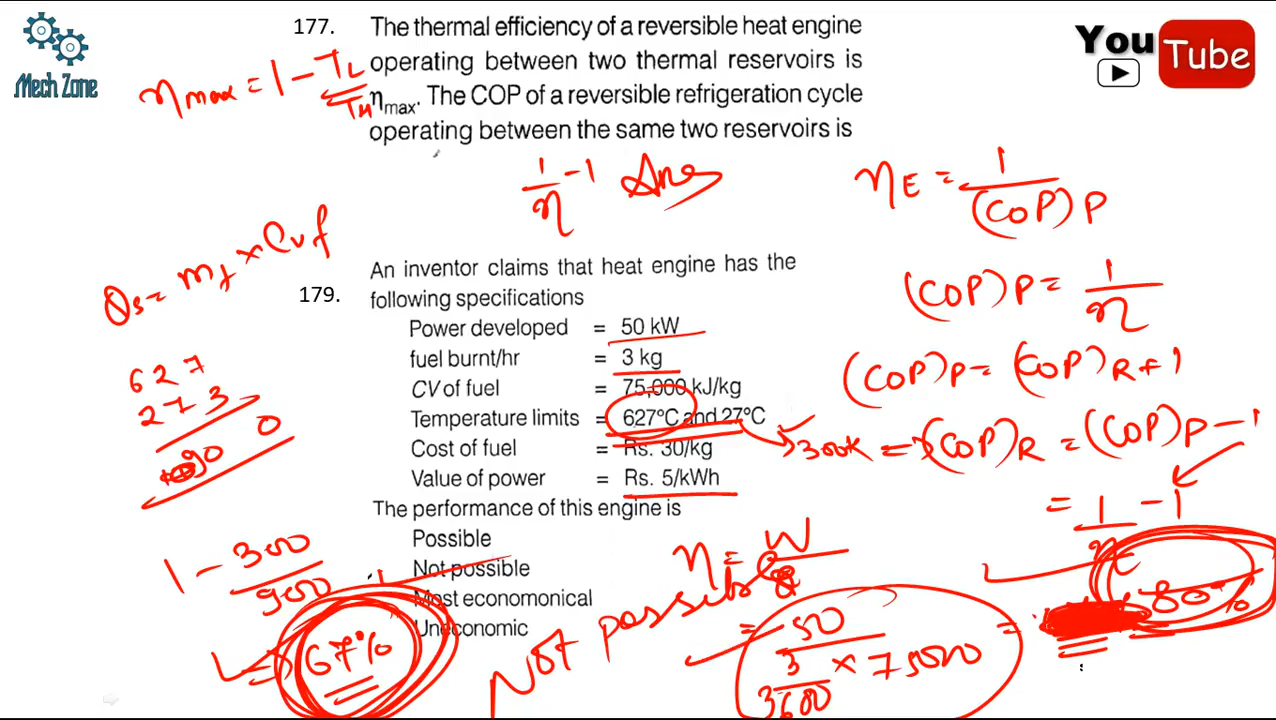 Mech Zone
You Tube
177. The thermal efficiency of a reversible heat engine
operating between two thermal reservoirs is
ηmax. The COP of a reversible refrigeration cycle
operating between the same two reservoirs is
ηmax = 1 - TL/TH
1/η - 1 Ans
ηE = 1/(COP)P
(COP)P = 1/η
(COP)P = (COP)R + 1
(COP)R = (COP)P - 1
= 1/η - 1
Qs = mf × Cvf
179. An inventor claims that heat engine has the
following specifications
Power developed = 50 kW
fuel burnt/hr = 3 kg
CV of fuel = 75,000 kJ/kg
Temperature limits = 627°C and 27°C
Cost of fuel = Rs. 30/kg
Value of power = Rs. 5/kWh
The performance of this engine is
Possible
Not possible
Most economonical
Uneconomic
627
273
900
300k
1 - 300/900
= 67%
Not possible
η = W/Q
= 50/(3/3600 × 75000) = 80%